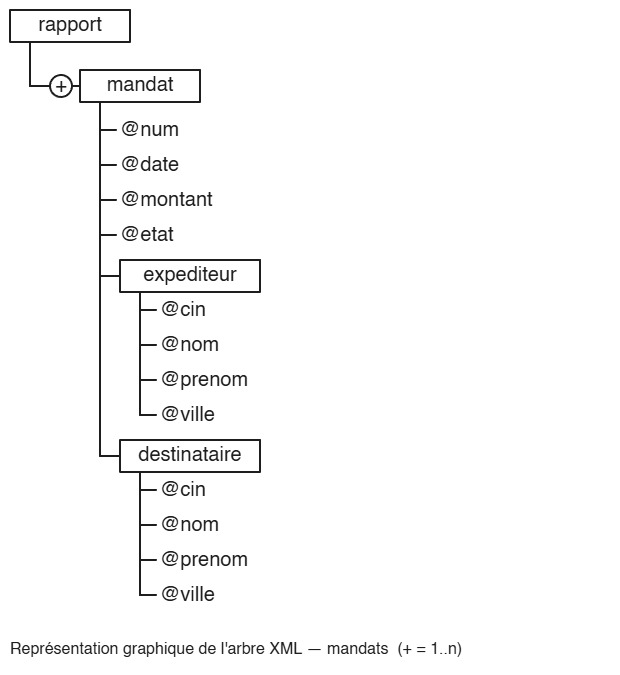 rapport
+
mandat
@num
@date
@montant
@etat
expediteur
@cin
@nom
@prenom
@ville
destinataire
@cin
@nom
@prenom
@ville
Représentation graphique de l'arbre XML — mandats (+ = 1..n)